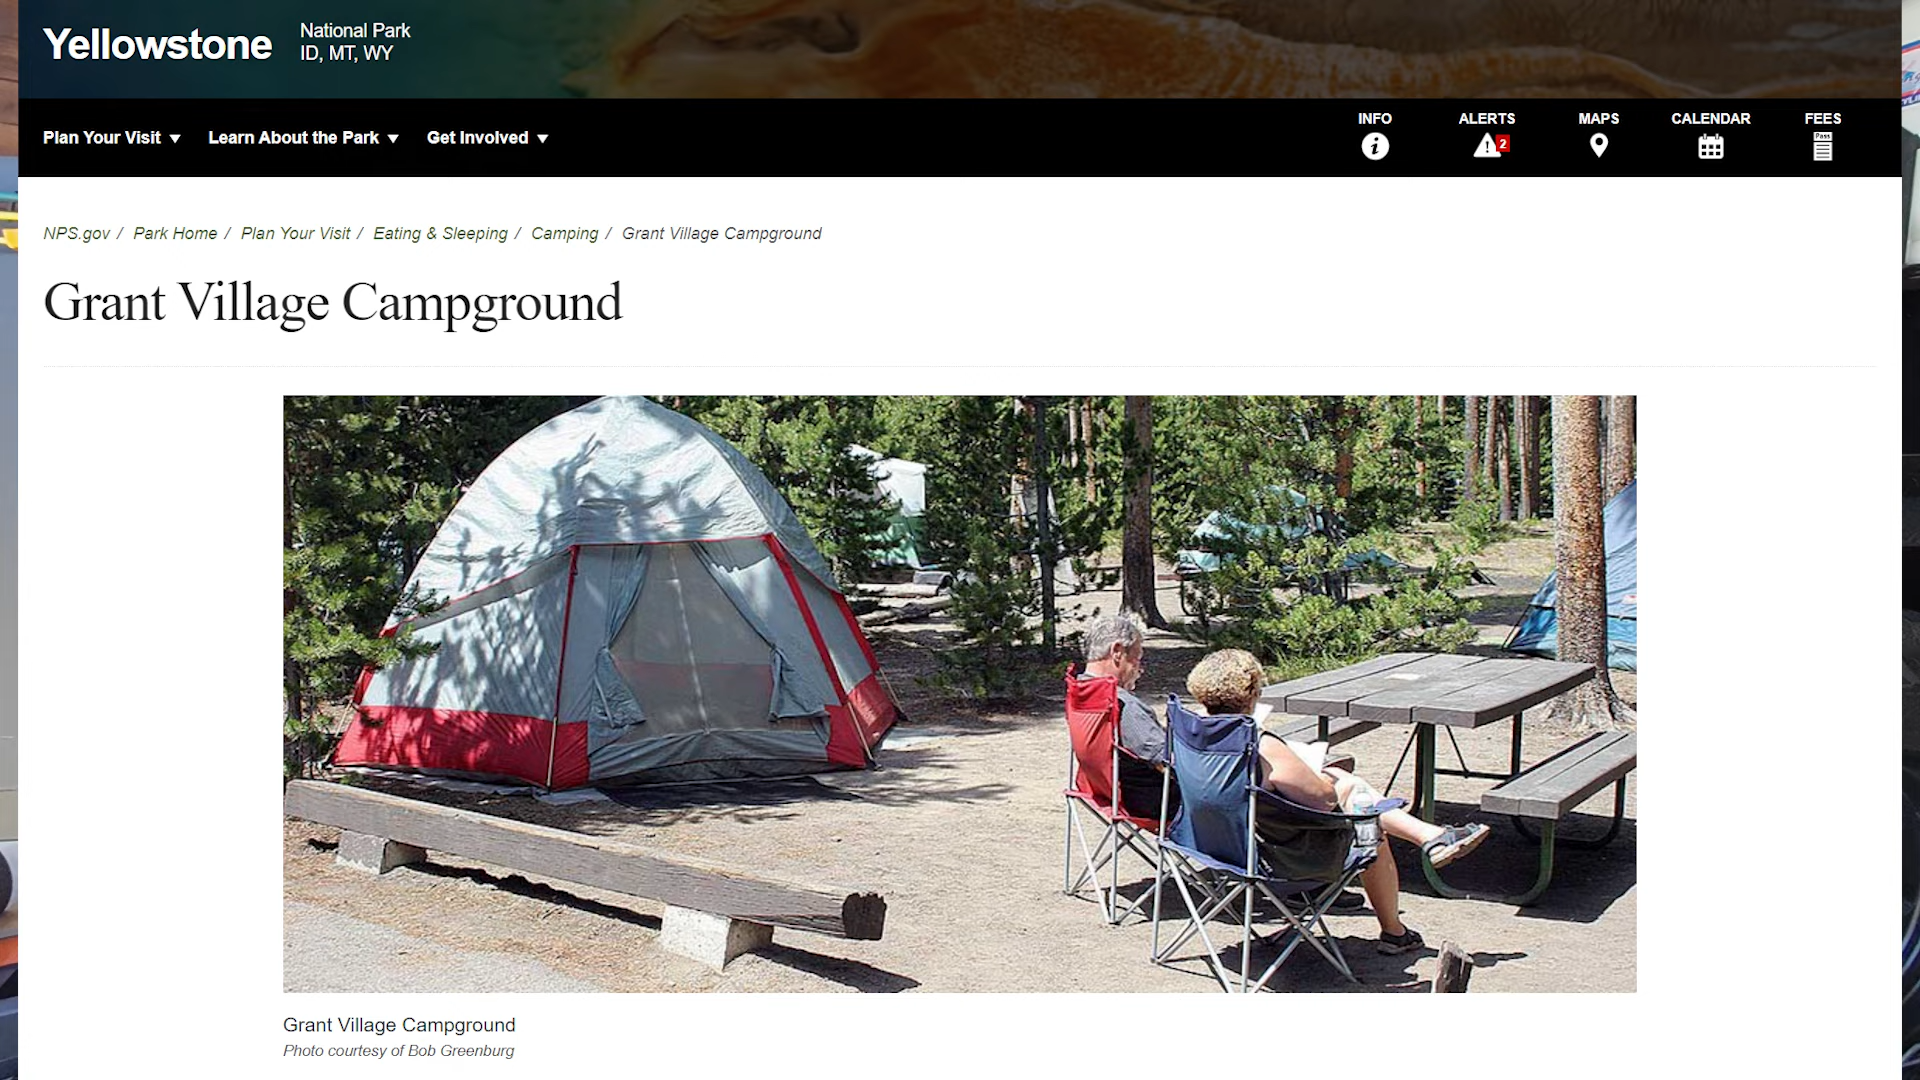 Yellowstone
National Park
ID, MT, WY
Plan Your Visit
Learn About the Park
Get Involved
INFO
ALERTS
2
MAPS
CALENDAR
FEES
Pass
NPS.gov / Park Home / Plan Your Visit / Eating & Sleeping / Camping / Grant Village Campground
Grant Village Campground
Grant Village Campground
Photo courtesy of Bob Greenburg